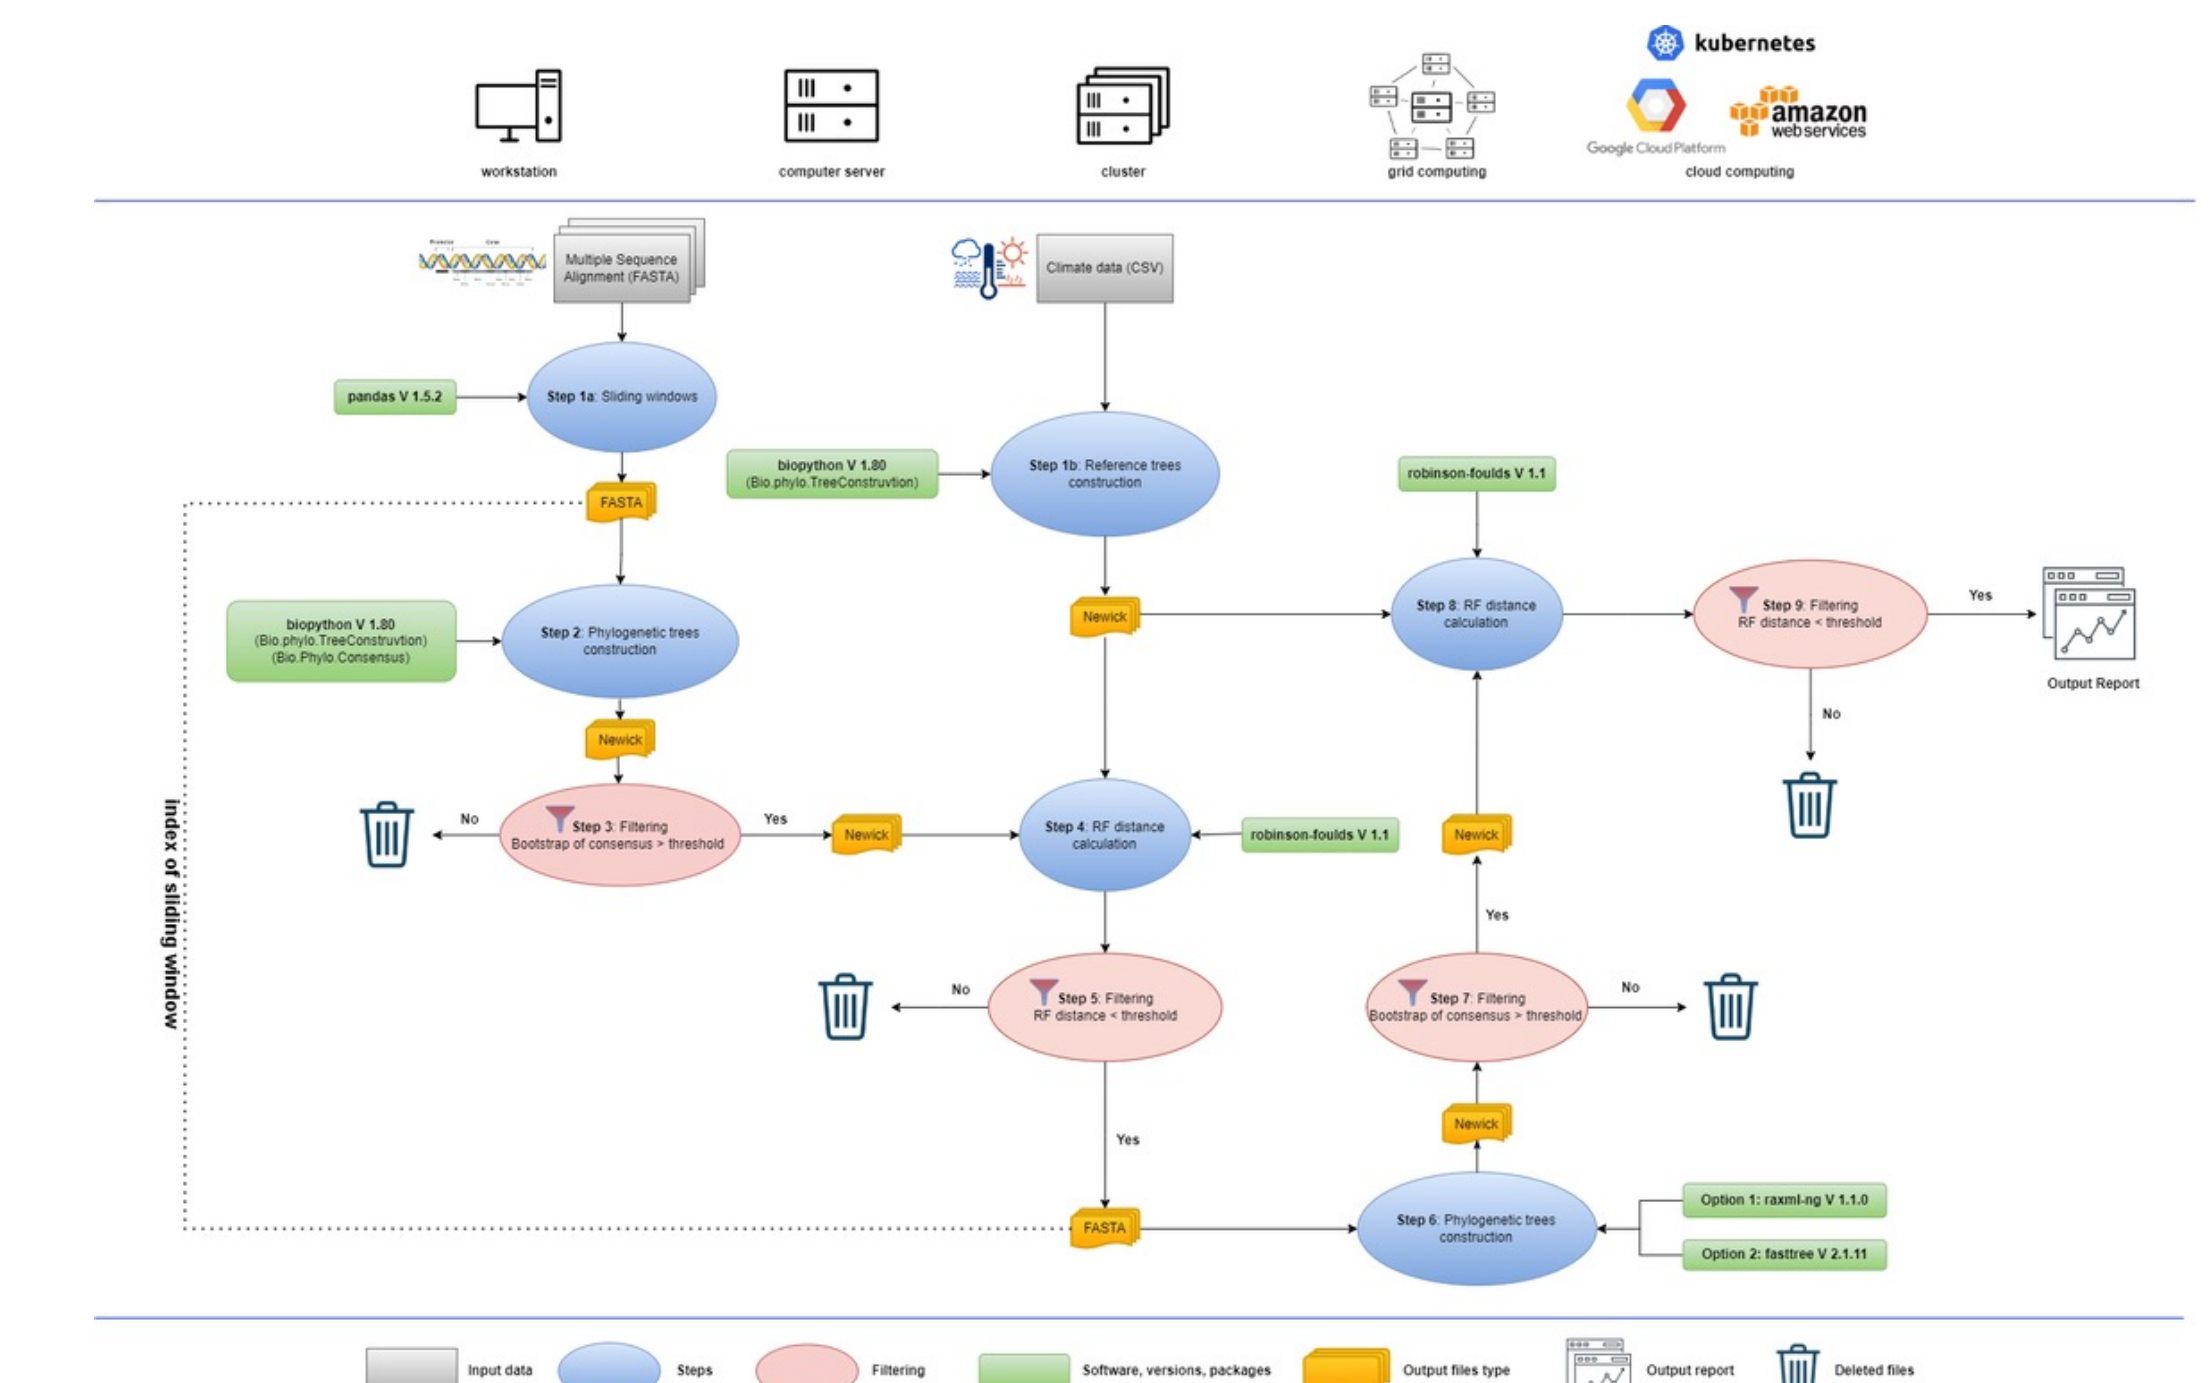 kubernetes
amazon
webservices
Google Cloud Platform
workstation
computer server
cluster
grid computing
cloud computing
Promoter
Multiple Sequence
Alignment (FASTA)
Climate data (CSV)
pandas V 1.5.2
Step 1a: Sliding windows
biopython V 1.80
(Bio.phylo.TreeConstruvtion)
Step 1b: Reference trees
construction
robinson-foulds V 1.1
FASTA
biopython V 1.80
(Bio.phylo.TreeConstruvtion)
(Bio.Phylo.Consensus)
Step 2: Phylogenetic trees
construction
Newick
Step 8: RF distance
calculation
Step 9: Filtering
RF distance < threshold
Yes
Output Report
No
Newick
index of sliding window
No
Step 3: Filtering
Bootstrap of consensus > threshold
Yes
Newick
Step 4: RF distance
calculation
robinson-foulds V 1.1
Newick
Yes
No
Step 5: Filtering
RF distance < threshold
Step 7: Filtering
Bootstrap of consensus > threshold
No
Yes
Newick
FASTA
Step 6: Phylogenetic trees
construction
Option 1: raxml-ng V 1.1.0
Option 2: fasttree V 2.1.11
Input data
Steps
Filtering
Software, versions, packages
Output files type
Output report
Deleted files